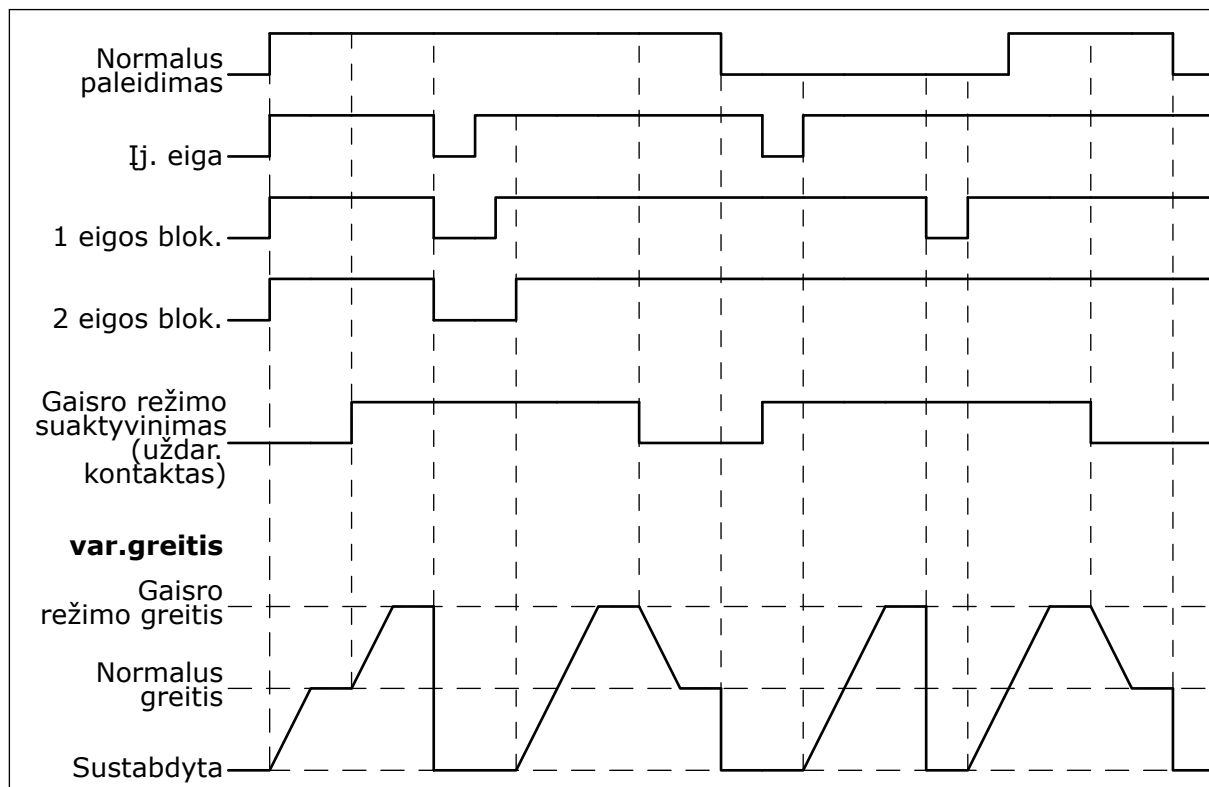 Normalus
paleidimas
Įj. eiga
1 eigos blok.
2 eigos blok.
Gaisro režimo
suaktyvinimas
(uždar.
kontaktas)
var.greitis
Gaisro
režimo greitis
Normalus
greitis
Sustabdyta